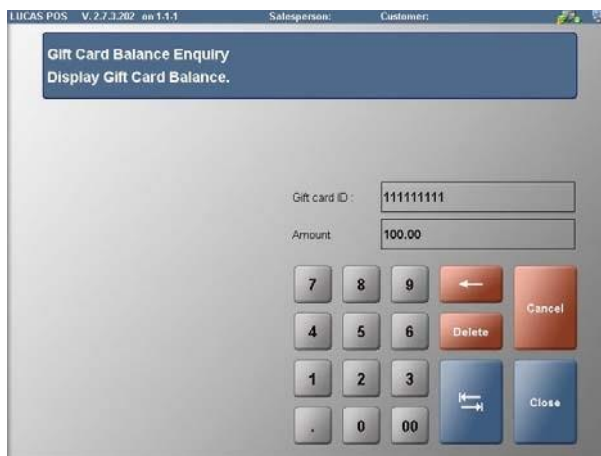 LUCAS POS V. 2.7.3.202 on 1-1-1 Salesperson: Customer:
Gift Card Balance Enquiry
Display Gift Card Balance.
Gift card ID : 111111111
Amount 100.00
7 8 9
Cancel
4 5 6 Delete
1 2 3
Close
. 0 00